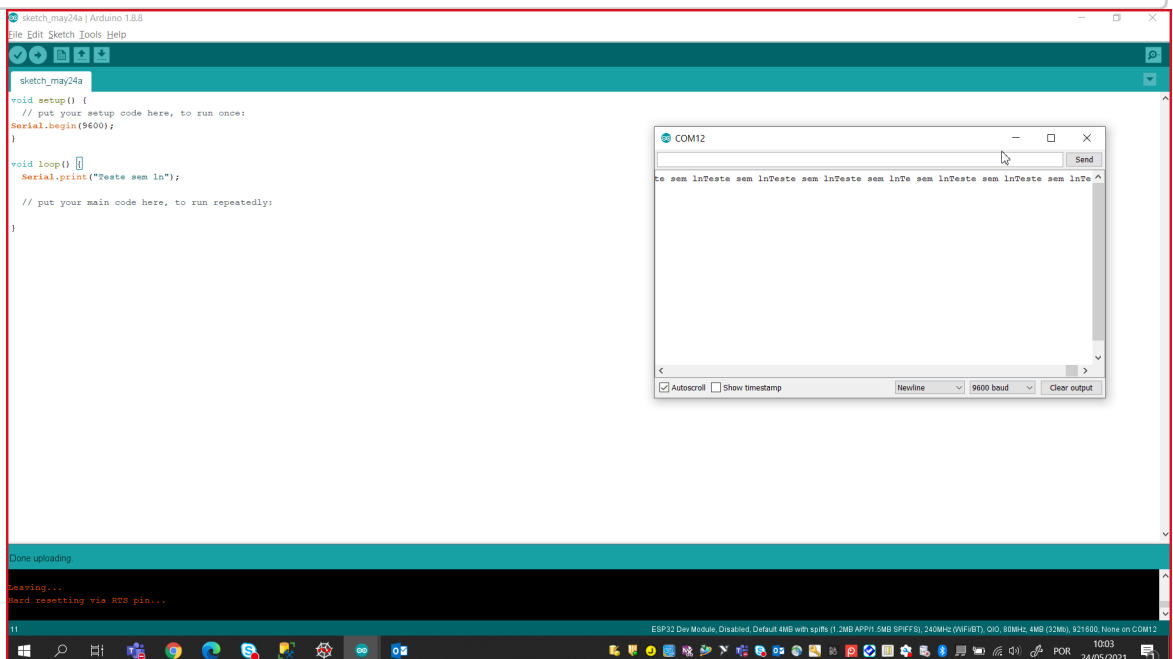 sketch_may24a | Arduino 1.8.8
File Edit Sketch Tools Help
sketch_may24a
void setup() {
// put your setup code here, to run once:
Serial.begin(9600);
}
void loop() {
Serial.print("Teste sem ln");
// put your main code here, to run repeatedly:
}
COM12
Send
te sem lnTeste sem lnTeste sem lnTeste sem lnTe sem lnTeste sem lnTeste sem lnTe
Autoscroll Show timestamp Newline 9600 baud Clear output
Done uploading.
Leaving...
Hard resetting via RTS pin...
11 ESP32 Dev Module, Disabled, Default 4MB with spiffs (1.2MB APP/1.5MB SPIFFS), 240MHz (WiFi/BT), QIO, 80MHz, 4MB (32Mb), 921600, None on COM12
POR 10:03
24/05/2021